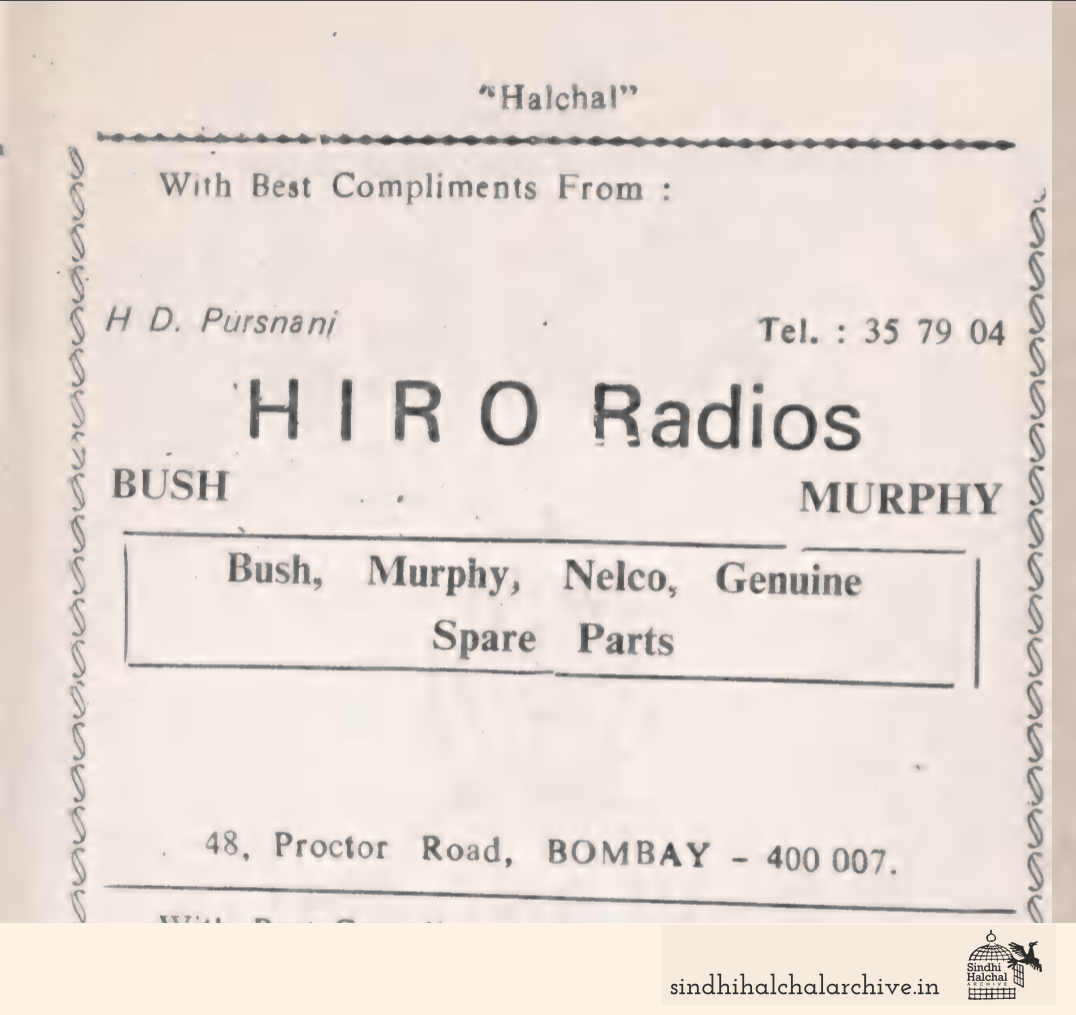 "Halchal"
With Best Compliments From :
H D. Pursnani
Tel. : 35 79 04
HIRO Radios
BUSH
MURPHY
Bush, Murphy, Nelco, Genuine
Spare Parts
48, Proctor Road, BOMBAY - 400 007.
sindhihalchalarchive.in
Sindhi
Halchal
ARCHIVE